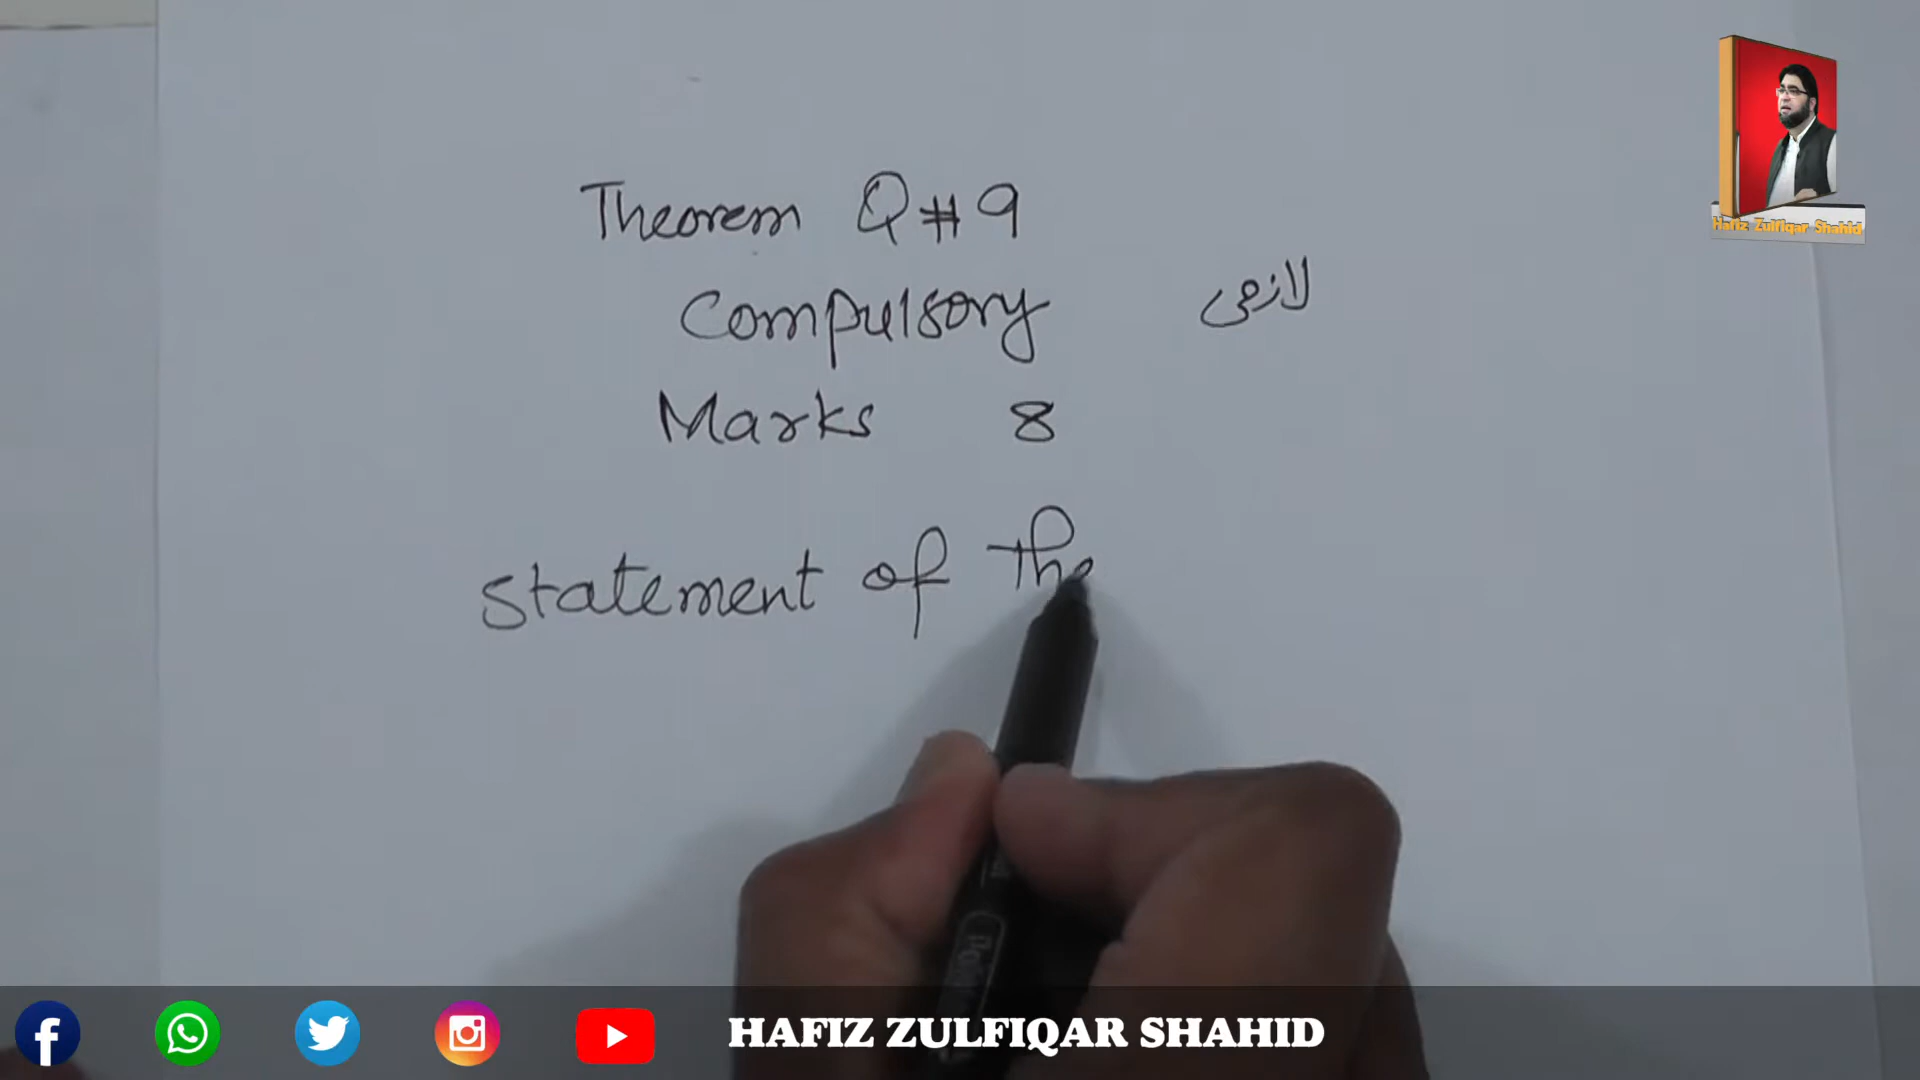 Theorem Q # 9
Compulsory لازمی
Marks 8
Statement of The
Hafiz Zulfiqar Shahid
HAFIZ ZULFIQAR SHAHID